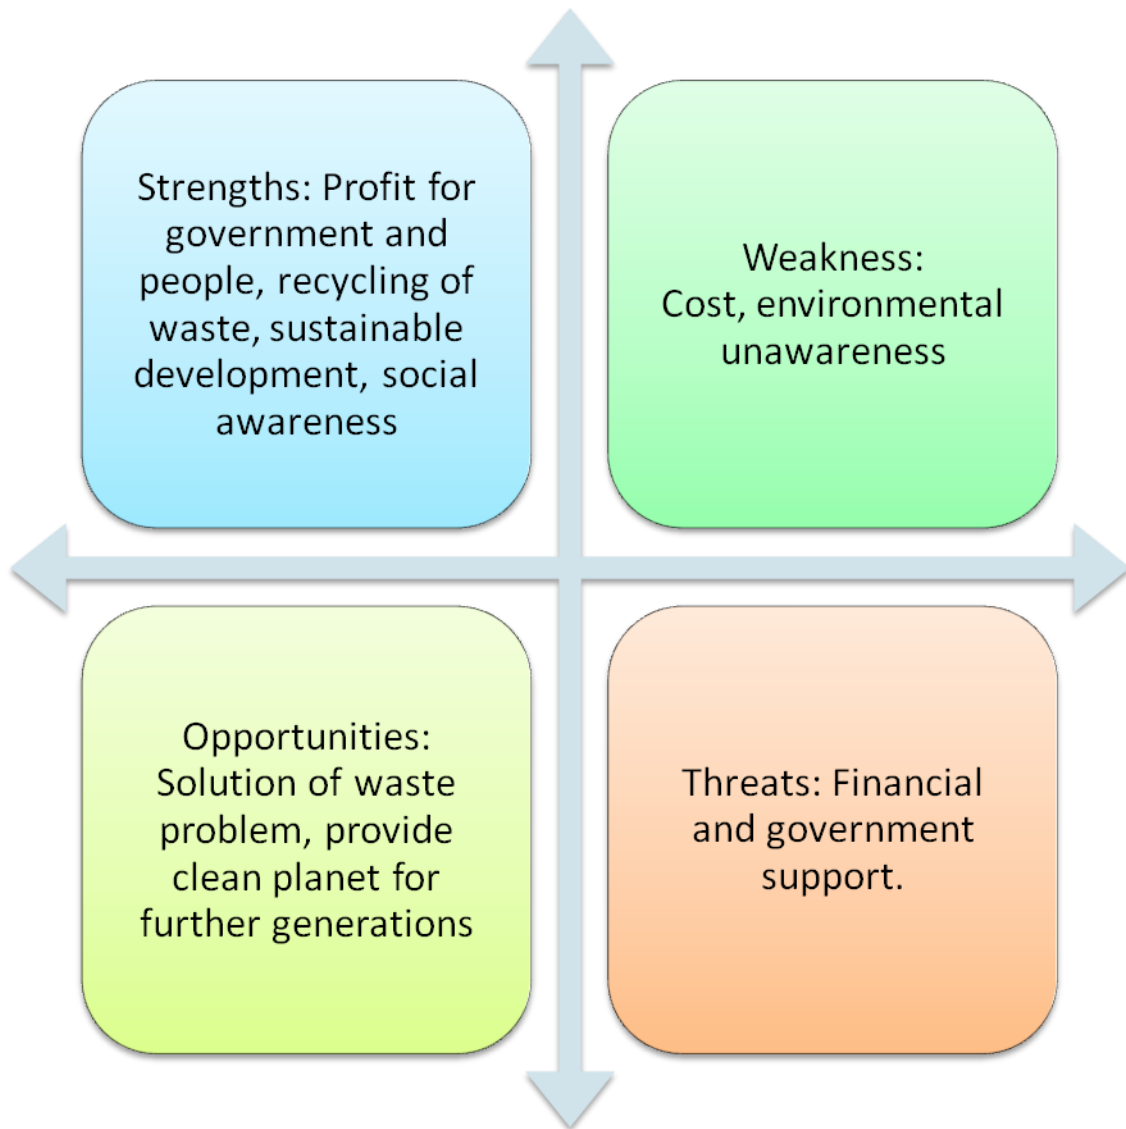 Strengths: Profit for
government and
people, recycling of
waste, sustainable
development, social
awareness
Weakness:
Cost, environmental
unawareness
Opportunities:
Solution of waste
problem, provide
clean planet for
further generations
Threats: Financial
and government
support.